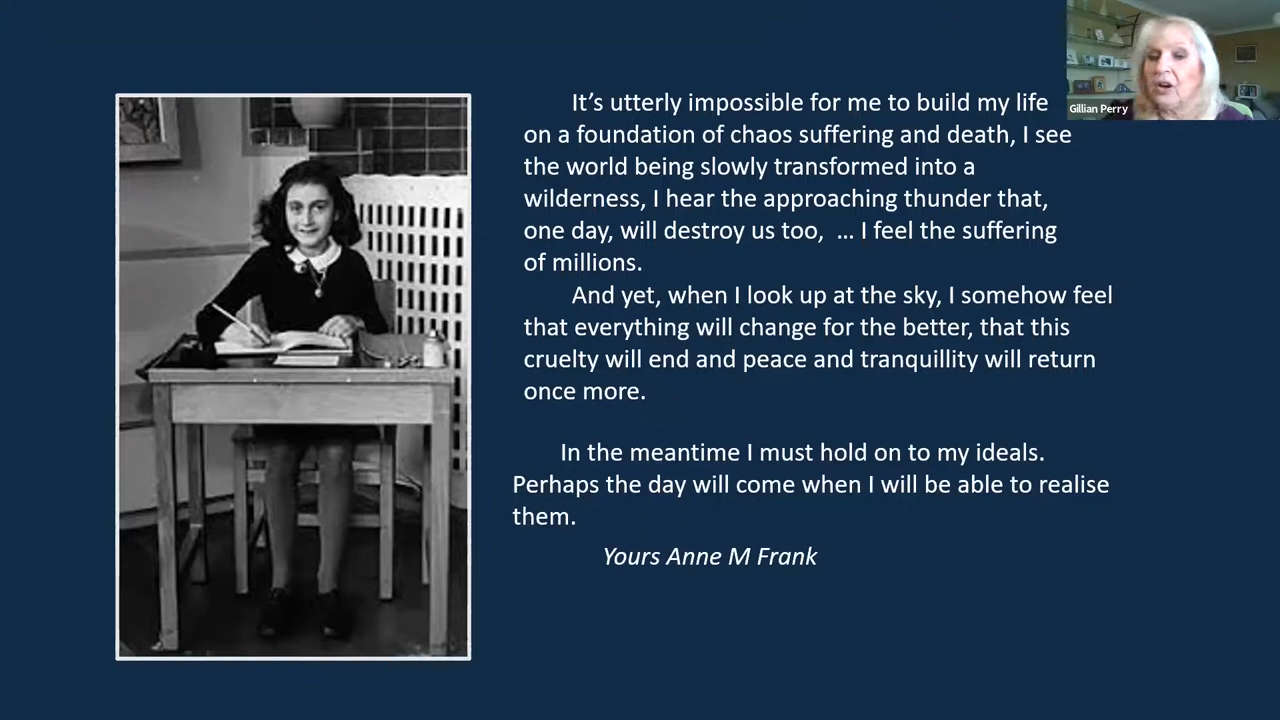 Gillian Perry
It’s utterly impossible for me to build my life
on a foundation of chaos suffering and death, I see
the world being slowly transformed into a
wilderness, I hear the approaching thunder that,
one day, will destroy us too,  … I feel the suffering
of millions.
And yet, when I look up at the sky, I somehow feel
that everything will change for the better, that this
cruelty will end and peace and tranquillity will return
once more.
In the meantime I must hold on to my ideals.
Perhaps the day will come when I will be able to realise
them.
Yours Anne M Frank